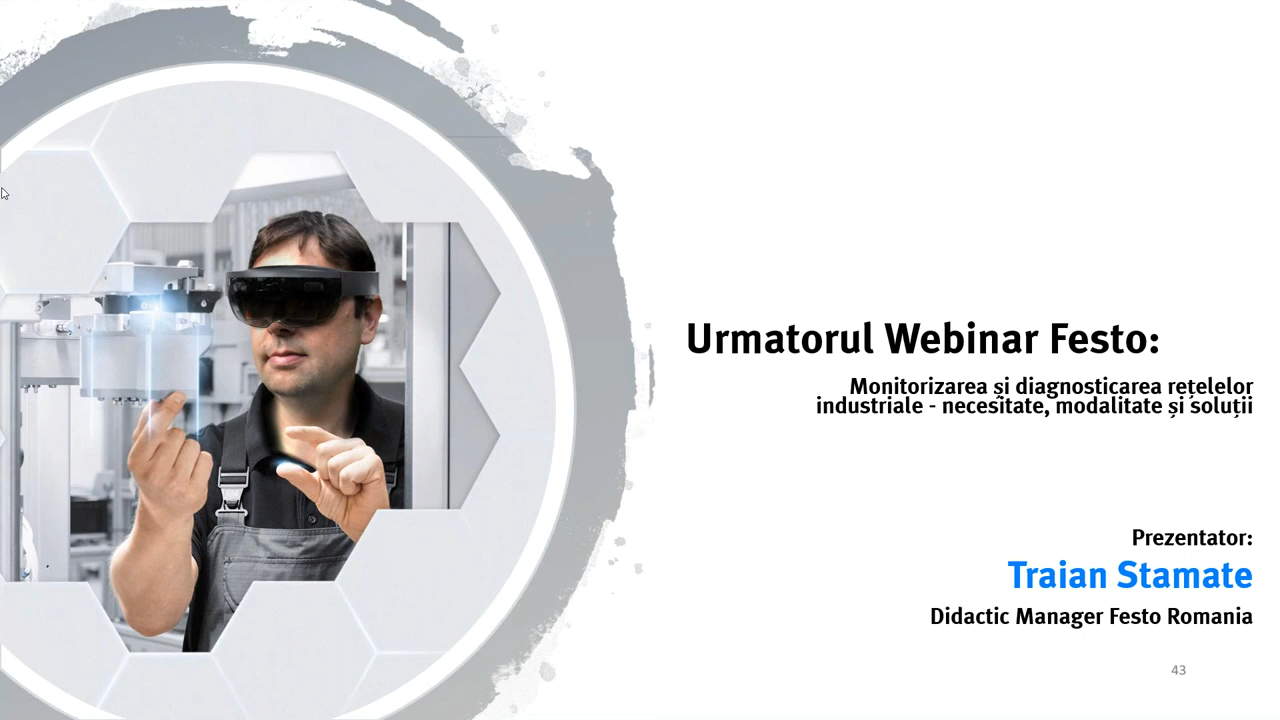 Urmatorul Webinar Festo:
Monitorizarea și diagnosticarea rețelelor
industriale - necesitate, modalitate și soluții
Prezentator:
Traian Stamate
Didactic Manager Festo Romania
43